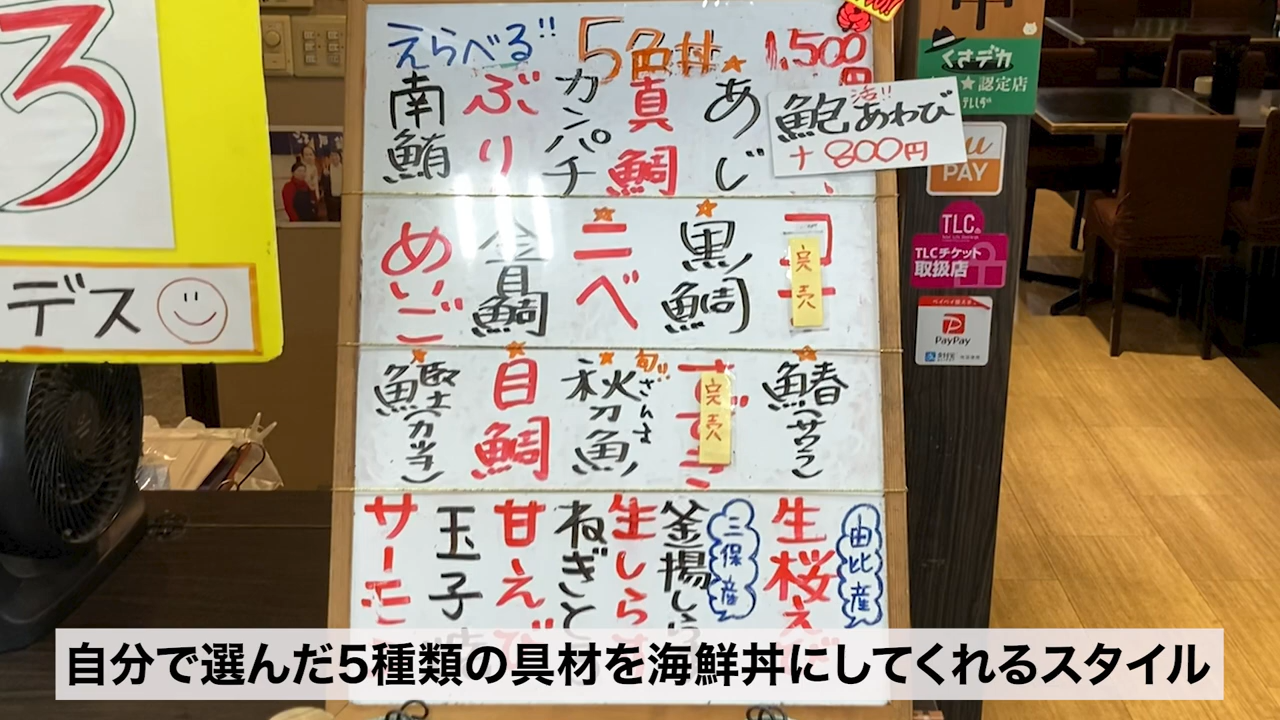 えらべる!! 5色丼 1,500円
南鮪
ぶり
カンパチ
真鯛
あじ
活!!
鮑 あわび
+800円
めいご
金目鯛
ニベ
黒鯛
完売
鰹(カツオ)
目鯛
旬!!
秋刀魚
さんま
完売
鰆(サワラ)
サーモン
玉子
甘えび
ねぎと
生しらす
釜揚しら
三保産
生桜えび
由比産
3
デス
くさデカ
★認定店
テレしず
au
PAY
TLC
TLCチケット
取扱店
PayPay
自分で選んだ5種類の具材を海鮮丼にしてくれるスタイル